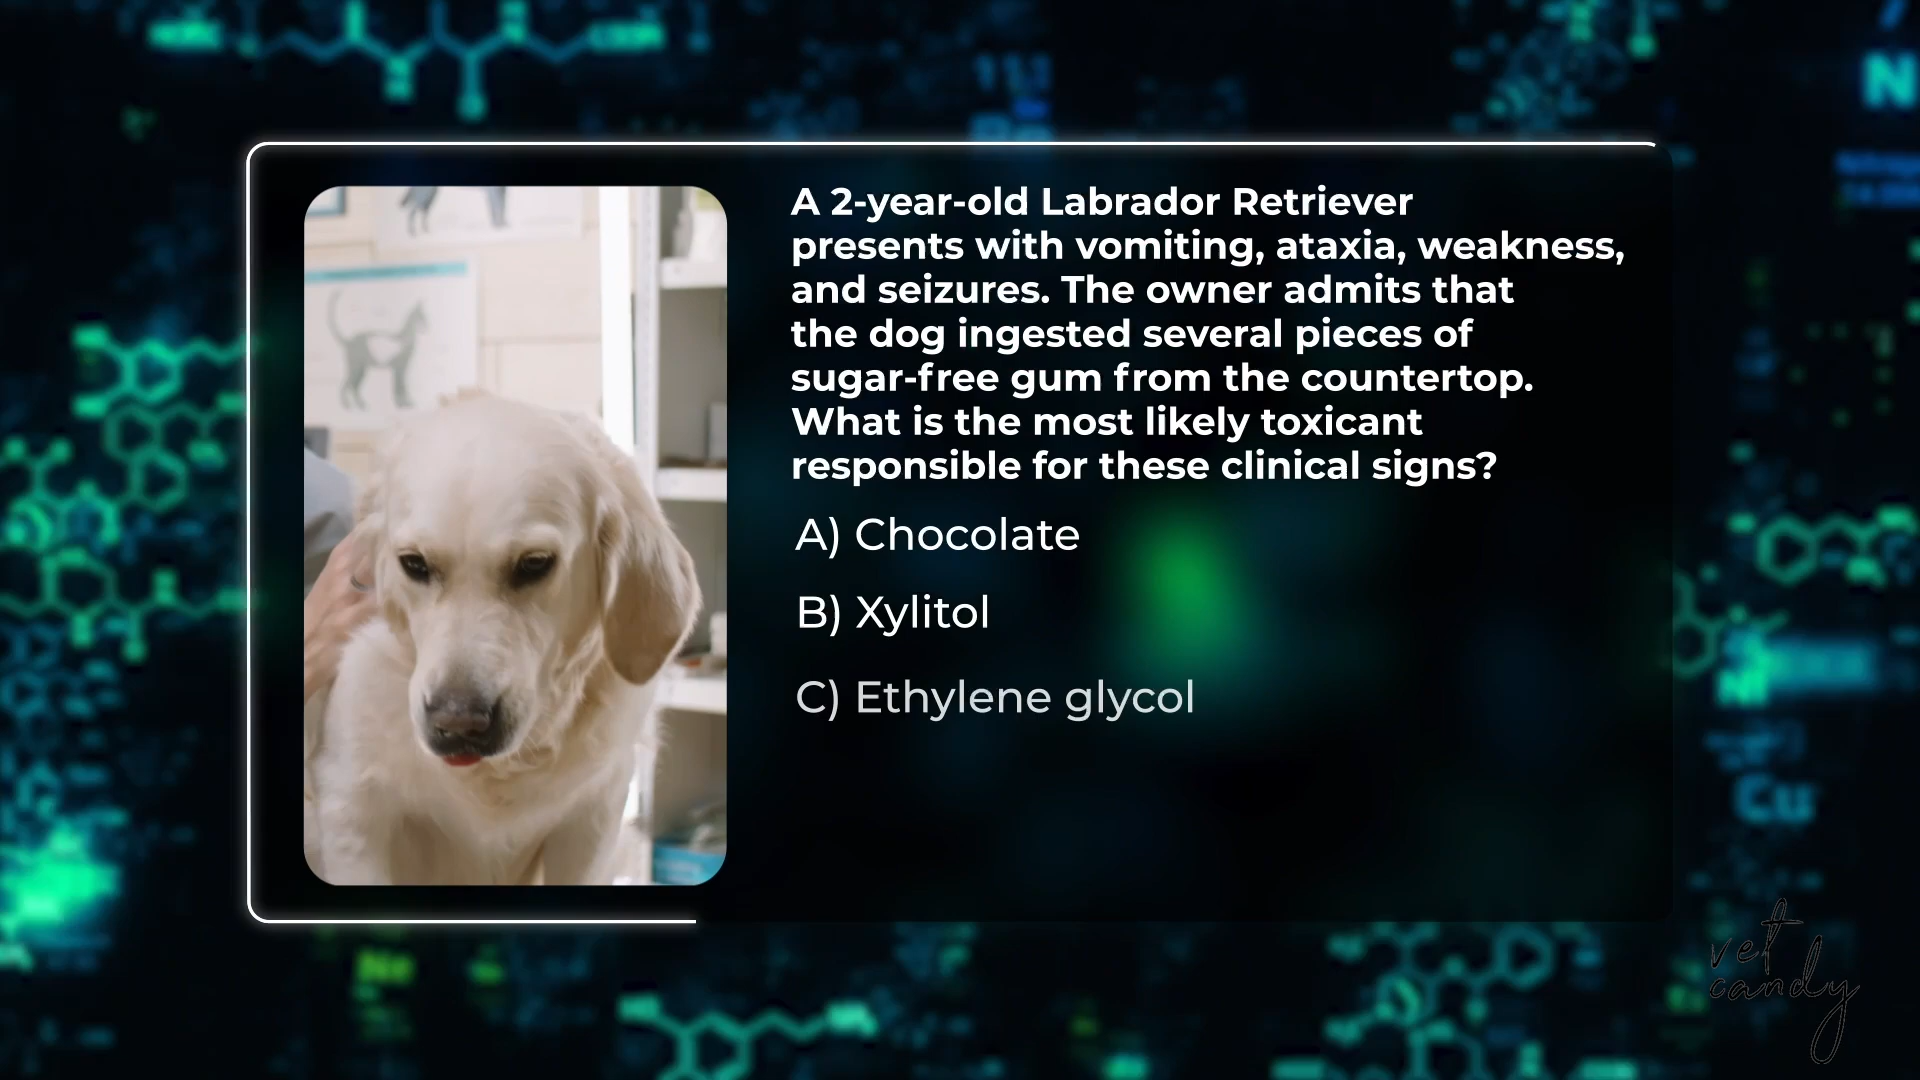 A 2-year-old Labrador Retriever
presents with vomiting, ataxia, weakness,
and seizures. The owner admits that
the dog ingested several pieces of
sugar-free gum from the countertop.
What is the most likely toxicant
responsible for these clinical signs?
A) Chocolate
B) Xylitol
C) Ethylene glycol
N
Cu
Ne
vet
candy